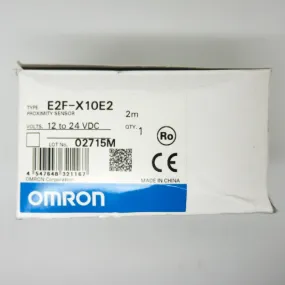 TYPE E2F-X10E2
PROXIMITY SENSOR 2m
VOLTS. 12 to 24 VDC QTY. 1
Ro
LOT No. 02715M
4 547648 321167
OMRON Corporation
MADE IN CHINA
OMRON
CE